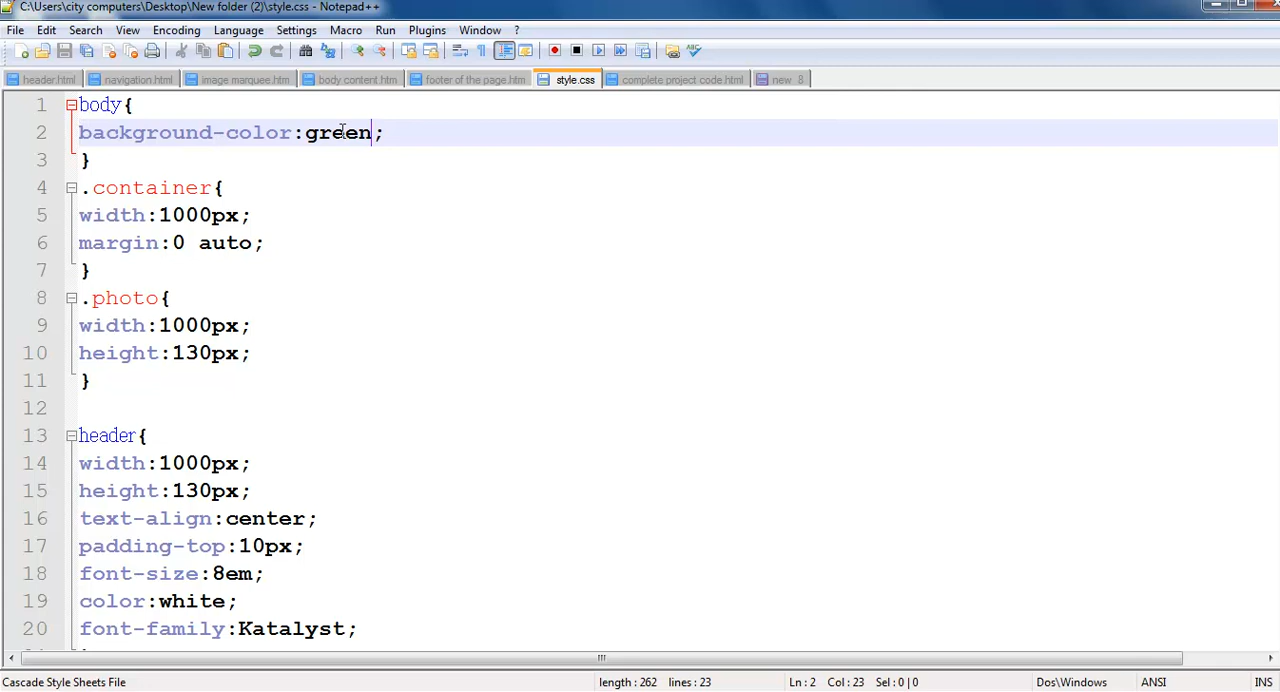 C:\Users\city computers\Desktop\New folder (2)\style.css - Notepad++
File Edit Search View Encoding Language Settings Macro Run Plugins Window ?
header.html navigation.html image marquee.htm body content.htm footer of the page.htm style.css complete project code.html new 8
1 body{
2 background-color:green;
3 }
4 .container{
5 width:1000px;
6 margin:0 auto;
7 }
8 .photo{
9 width:1000px;
10 height:130px;
11 }
12
13 header{
14 width:1000px;
15 height:130px;
16 text-align:center;
17 padding-top:10px;
18 font-size:8em;
19 color:white;
20 font-family:Katalyst;
Cascade Style Sheets File length : 262 lines : 23 Ln : 2 Col : 23 Sel : 0 | 0 Dos\Windows ANSI INS